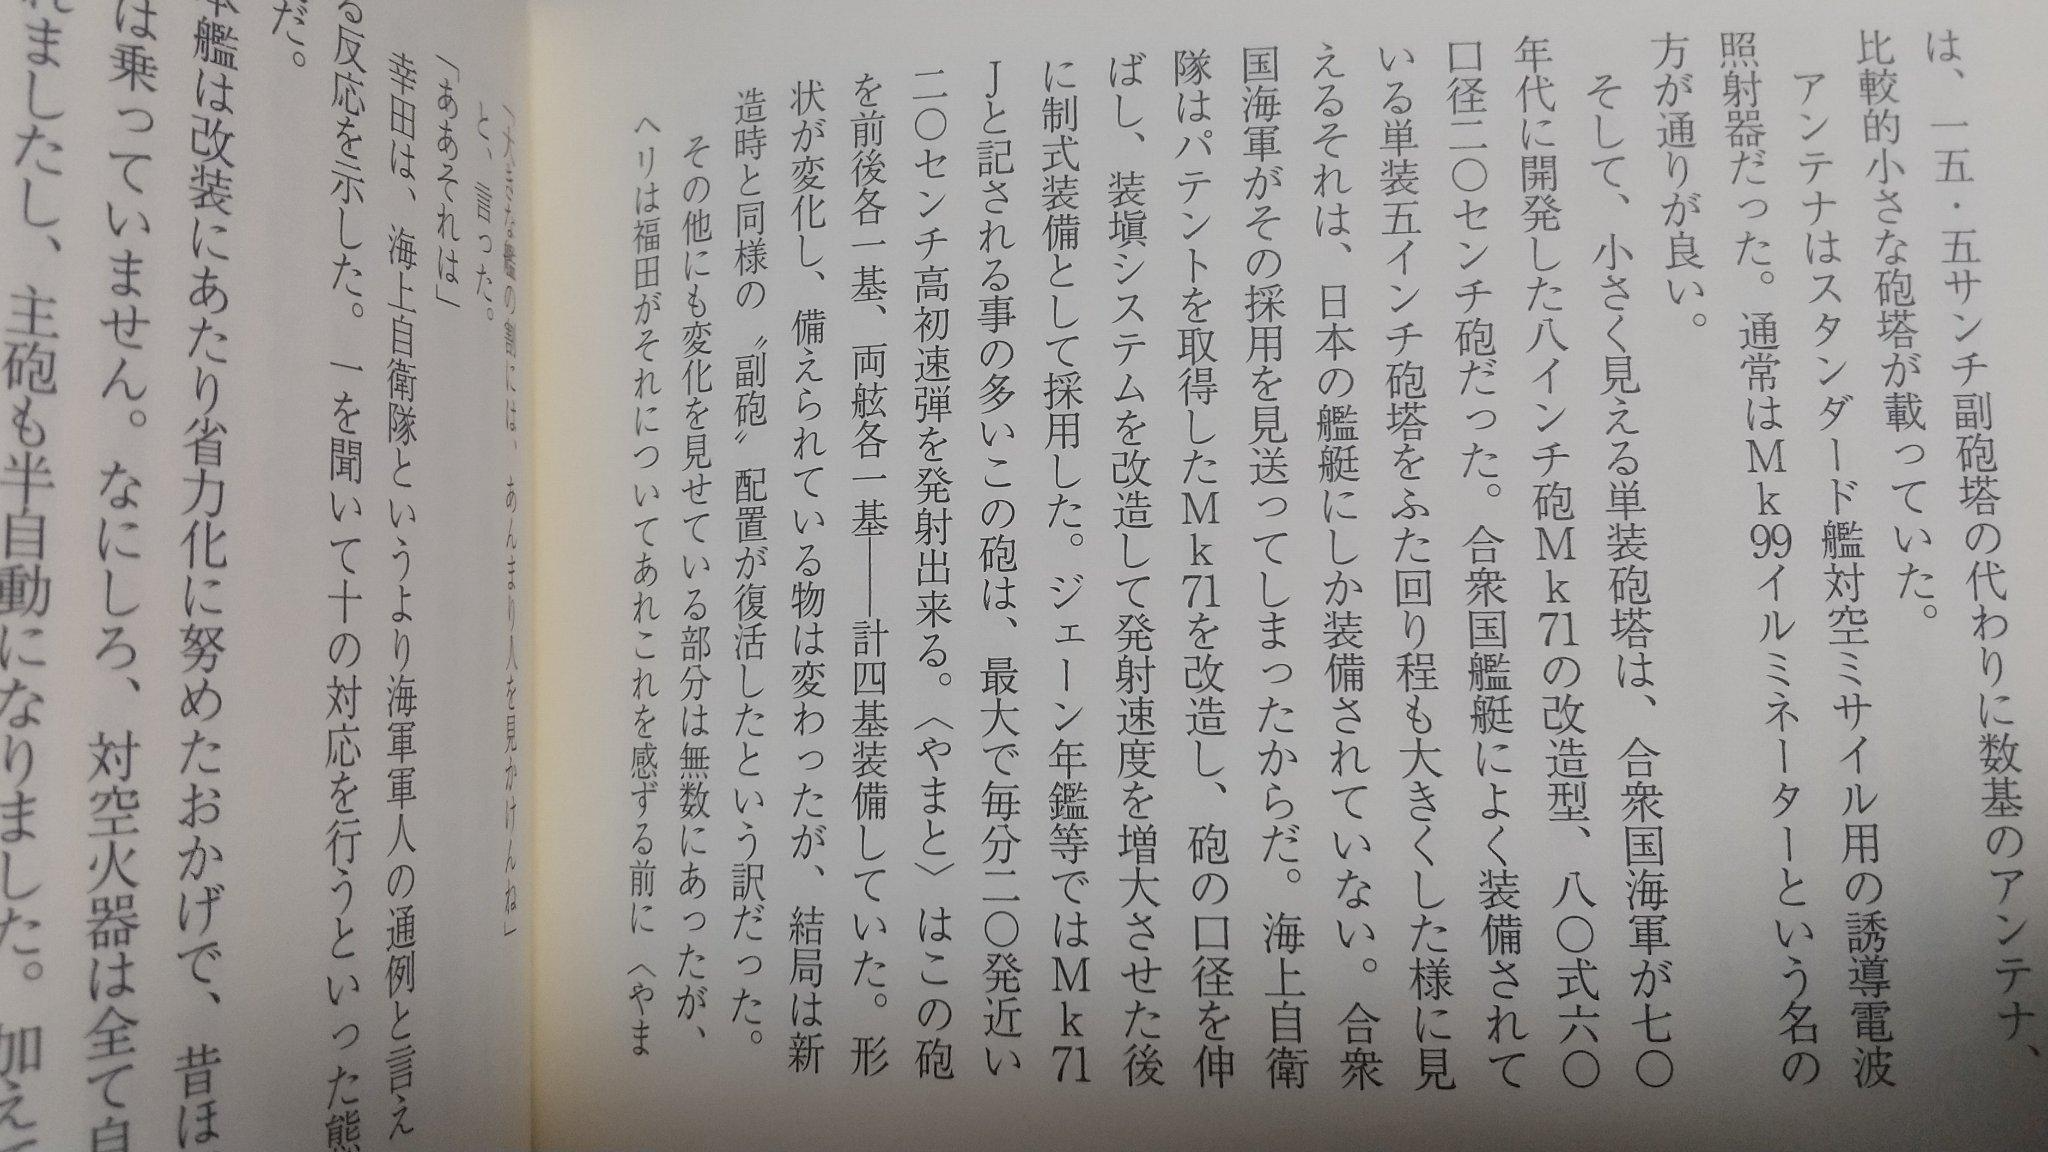 は、一五・五サンチ副砲塔の代わりに数基のアンテナ、
比較的小さな砲塔が載っていた。
アンテナはスタンダード艦対空ミサイル用の誘導電波
照射器だった。通常はＭｋ99イルミネーターという名の
方が通りが良い。
そして、小さく見える単装砲塔は、合衆国海軍が七〇
年代に開発した八インチ砲Ｍｋ71の改造型、八〇式六〇
口径二〇センチ砲だった。合衆国艦艇によく装備されて
いる単装五インチ砲塔をふた回り程も大きくした様に見
えるそれは、日本の艦艇にしか装備されていない。合衆
国海軍がその採用を見送ってしまったからだ。海上自衛
隊はパテントを取得したＭｋ71を改造し、砲の口径を伸
ばし、装塡システムを改造して発射速度を増大させた後
に制式装備として採用した。ジェーン年鑑等ではＭｋ71
Ｊと記される事の多いこの砲は、最大で毎分二〇発近い
二〇センチ高初速弾を発射出来る。〈やまと〉はこの砲
を前後各一基、両舷各一基――計四基装備していた。形
状が変化し、備えられている物は変わったが、結局は新
造時と同様の〝副砲〟配置が復活したという訳だった。
その他にも変化を見せている部分は無数にあったが、
ヘリは福田がそれについてあれこれを感ずる前に〈やま
「大きな艦の割には、あんまり人を見かけんね」
と、言った。
「ああそれは」
幸田は、海上自衛隊というより海軍軍人の通例と言え
る反応を示した。一を聞いて十の対応を行うといった態
だ。
本艦は改装にあたり省力化に努めたおかげで、昔ほ
は乗っていません。なにしろ、対空火器は全て自
れましたし、主砲も半自動になりました。加えて